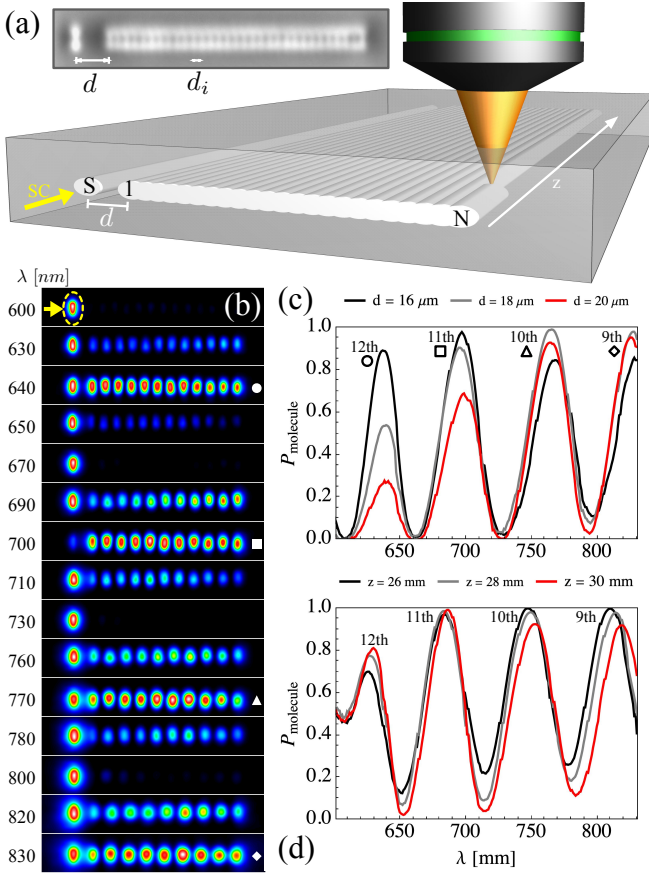 (a)
d
d_i
SC
S
1
d
N
z
λ [nm]
(b)
600
630
640
650
670
690
700
710
730
760
770
780
800
820
830
(c)
d = 16 μm
d = 18 μm
d = 20 μm
P_molecule
1.0
0.8
0.6
0.4
0.2
0.0
12th
11th
10th
9th
650
700
750
800
z = 26 mm
z = 28 mm
z = 30 mm
P_molecule
1.0
0.8
0.6
0.4
0.2
0.0
12th
11th
10th
9th
650
700
750
800
(d)
λ [mm]